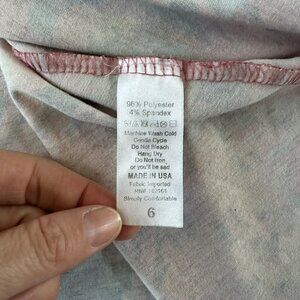 96% Polyester
4% Spandex
Machine Wash Cold
Gentle Cycle
Do Not Bleach
Hang Dry
Do Not Iron
or you'll be sad
MADE IN USA
Fabric Imported
Simply Comfortable
6